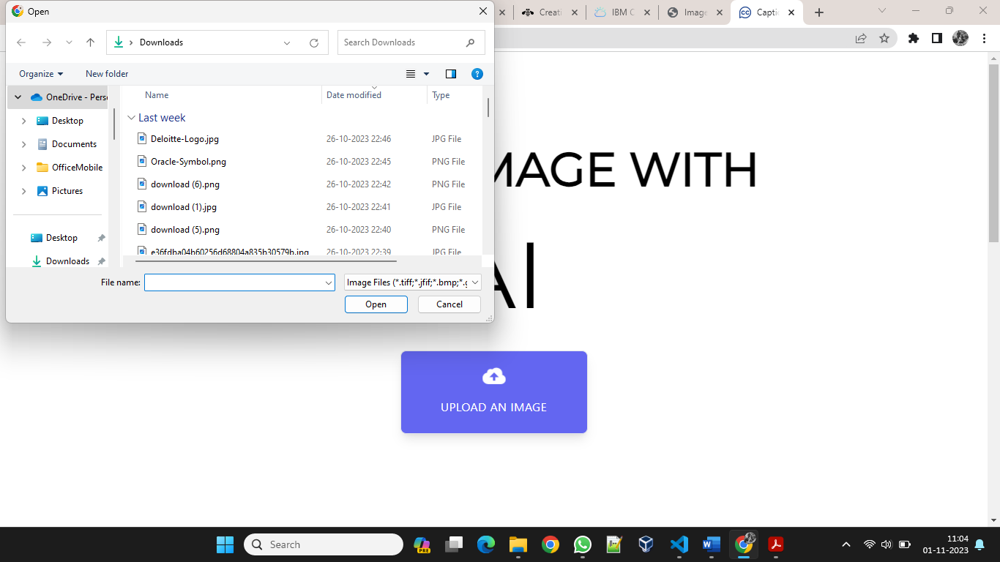 Open
Creati
IBM C
Image
Captio
Downloads
Search Downloads
Organize
New folder
Name
Date modified
Type
OneDrive - Perso
Last week
Desktop
Deloitte-Logo.jpg
26-10-2023 22:46
JPG File
Documents
Oracle-Symbol.png
26-10-2023 22:45
PNG File
OfficeMobile
download (6).png
26-10-2023 22:42
PNG File
Pictures
download (1).jpg
26-10-2023 22:41
JPG File
Desktop
download (5).png
26-10-2023 22:40
PNG File
Downloads
e36fdba04b60256d68804a835b30579b.jpg
26-10-2023 22:39
JPG File
File name:
Image Files (*.tiff;*.jfif;*.bmp;*.g
Open
Cancel
MAGE WITH
AI
UPLOAD AN IMAGE
Search
PRE
11:04
01-11-2023